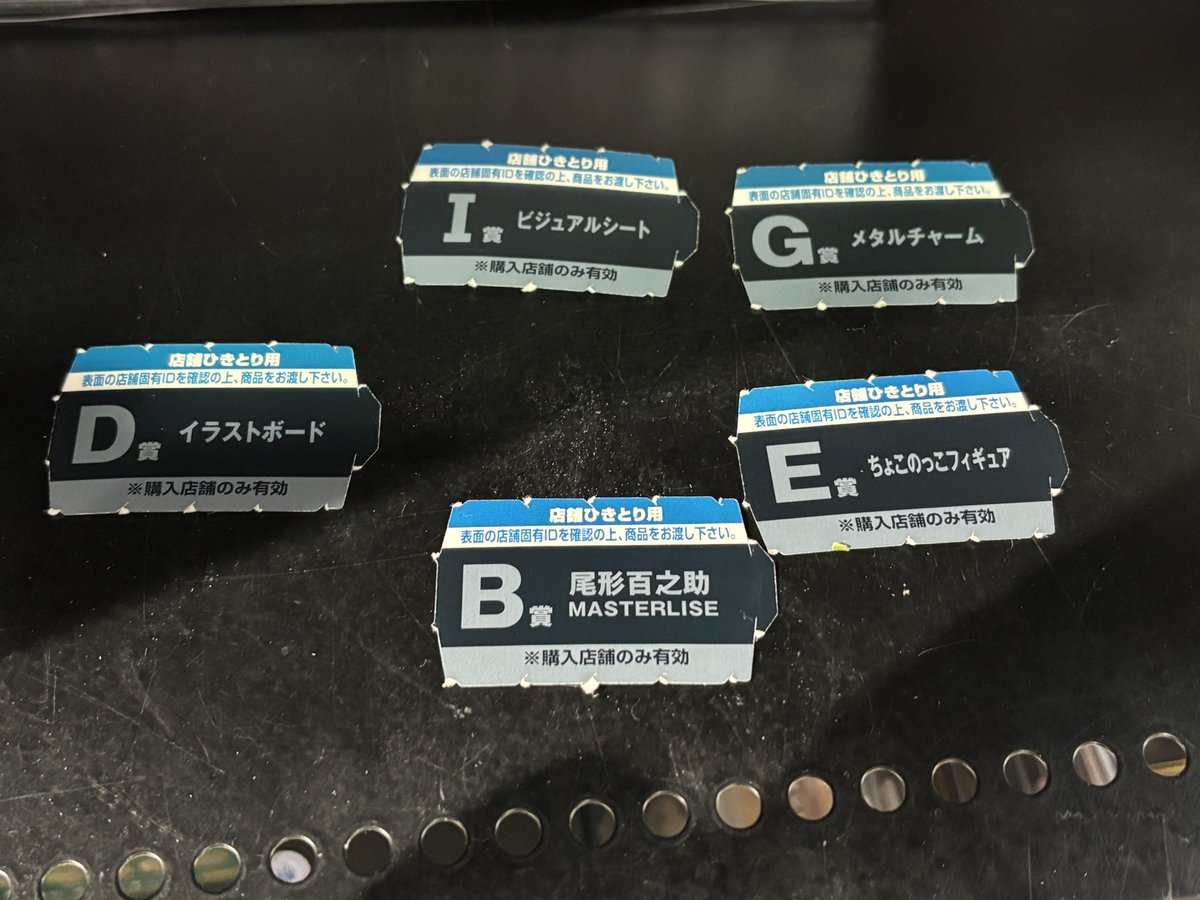 店舗ひきとり用
表面の店舗固有IDを確認の上、商品をお渡し下さい。
I賞 ビジュアルシート
※購入店舗のみ有効
店舗ひきとり用
表面の店舗固有IDを確認の上、商品をお渡し下さい。
G賞 メタルチャーム
※購入店舗のみ有効
店舗ひきとり用
表面の店舗固有IDを確認の上、商品をお渡し下さい。
D賞 イラストボード
※購入店舗のみ有効
店舗ひきとり用
表面の店舗固有IDを確認の上、商品をお渡し下さい。
E賞 ちょこのっこフィギュア
※購入店舗のみ有効
店舗ひきとり用
表面の店舗固有IDを確認の上、商品をお渡し下さい。
B賞 尾形百之助
MASTERLISE
※購入店舗のみ有効